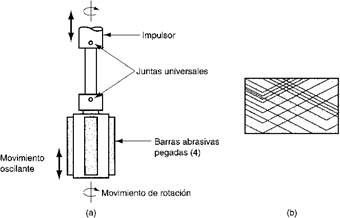 Impulsor
Juntas universales
Barras abrasivas
pegadas (4)
Movimiento
oscilante
Movimiento de rotación
(a)
(b)